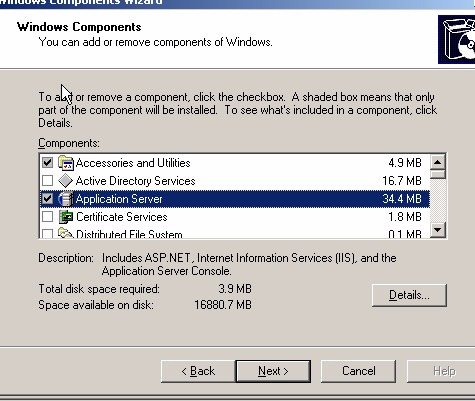 Windows Components Wizard
Windows Components
You can add or remove components of Windows.
To add or remove a component, click the checkbox. A shaded box means that only
part of the component will be installed. To see what's included in a component, click
Details.
Components:
Accessories and Utilities 4.9 MB
Active Directory Services 16.7 MB
Application Server 34.4 MB
Certificate Services 1.8 MB
Distributed File System 0.1 MB
Description: Includes ASP.NET, Internet Information Services (IIS), and the
Application Server Console.
Total disk space required: 3.9 MB
Space available on disk: 16880.7 MB
Details...
< Back Next > Cancel Help